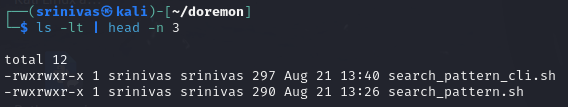 ┌──(srinivas㉿kali)-[~/doremon]
└─$ ls -lt | head -n 3
total 12
-rwxrwxr-x 1 srinivas srinivas 297 Aug 21 13:40 search_pattern_cli.sh
-rwxrwxr-x 1 srinivas srinivas 290 Aug 21 13:26 search_pattern.sh